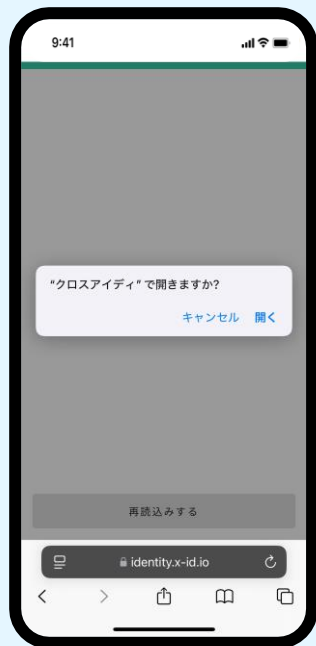 9:41
“クロスアイディ”で開きますか?
キャンセル 開く
再読込みする
identity.x-id.io